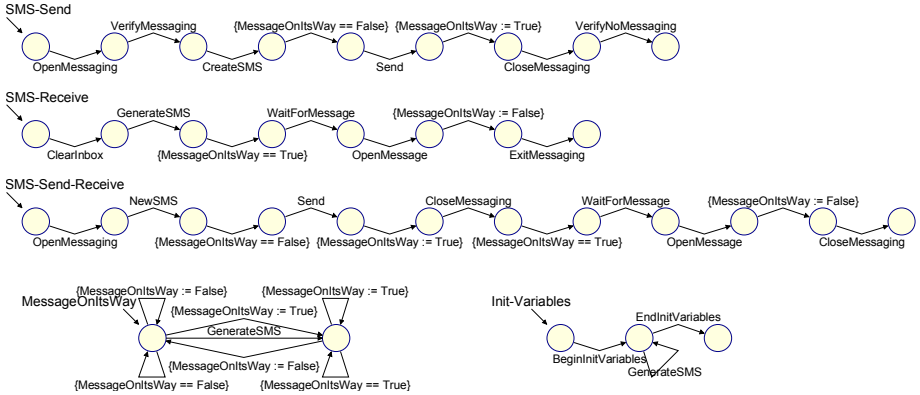 SMS-Send
VerifyMessaging
{MessageOnItsWay == False}
{MessageOnItsWay := True}
VerifyNoMessaging
OpenMessaging
CreateSMS
Send
CloseMessaging
SMS-Receive
GenerateSMS
WaitForMessage
{MessageOnItsWay := False}
ClearInbox
{MessageOnItsWay == True}
OpenMessage
ExitMessaging
SMS-Send-Receive
NewSMS
Send
CloseMessaging
WaitForMessage
{MessageOnItsWay := False}
OpenMessaging
{MessageOnItsWay == False}
{MessageOnItsWay := True}
{MessageOnItsWay == True}
OpenMessage
CloseMessaging
MessageOnItsWay
{MessageOnItsWay := False}
{MessageOnItsWay := True}
{MessageOnItsWay := True}
GenerateSMS
{MessageOnItsWay := False}
{MessageOnItsWay == False}
{MessageOnItsWay == True}
Init-Variables
EndInitVariables
BeginInitVariables
GenerateSMS